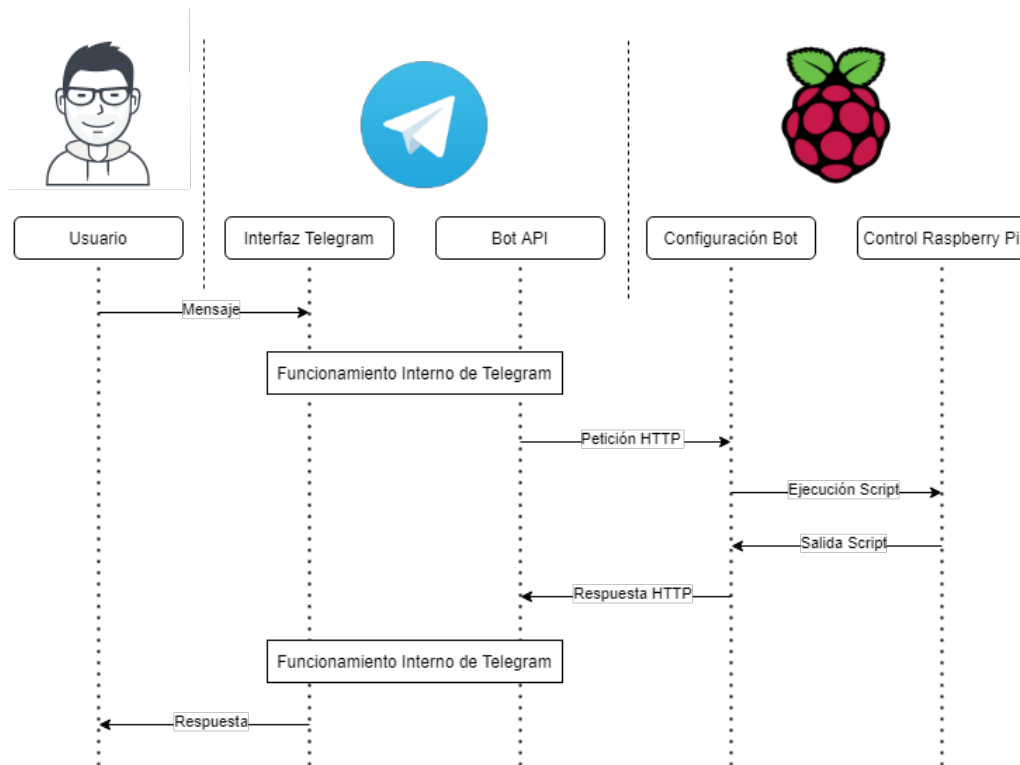 Usuario
Interfaz Telegram
Bot API
Configuración Bot
Control Raspberry Pi
Mensaje
Funcionamiento Interno de Telegram
Petición HTTP
Ejecución Script
Salida Script
Respuesta HTTP
Funcionamiento Interno de Telegram
Respuesta